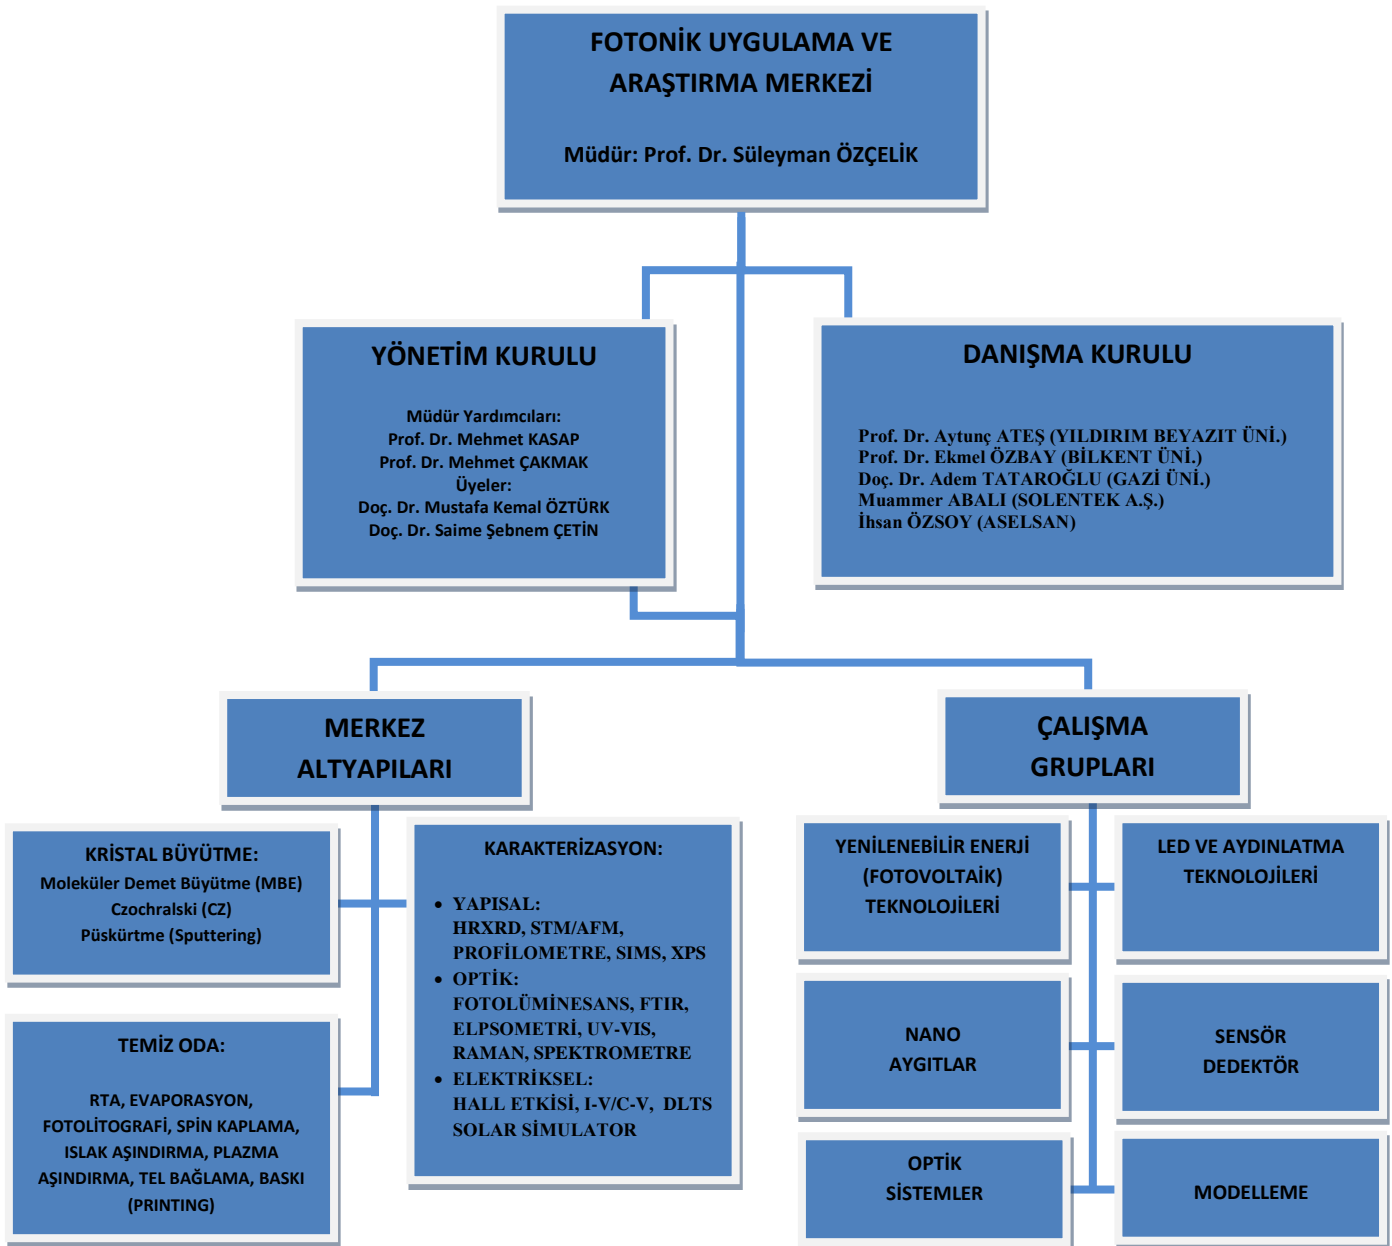 FOTONİK UYGULAMA VE
ARAŞTIRMA MERKEZİ
Müdür: Prof. Dr. Süleyman ÖZÇELİK
YÖNETİM KURULU
Müdür Yardımcıları:
Prof. Dr. Mehmet KASAP
Prof. Dr. Mehmet ÇAKMAK
Üyeler:
Doç. Dr. Mustafa Kemal ÖZTÜRK
Doç. Dr. Saime Şebnem ÇETİN
DANIŞMA KURULU
Prof. Dr. Aytunç ATEŞ (YILDIRIM BEYAZIT ÜNİ.)
Prof. Dr. Ekmel ÖZBAY (BİLKENT ÜNİ.)
Doç. Dr. Adem TATAROĞLU (GAZİ ÜNİ.)
Muammer ABALI (SOLENTEK A.Ş.)
İhsan ÖZSOY (ASELSAN)
MERKEZ
ALTYAPILARI
KRİSTAL BÜYÜTME:
Moleküler Demet Büyütme (MBE)
Czochralski (CZ)
Püskürtme (Sputtering)
TEMİZ ODA:
RTA, EVAPORASYON,
FOTOLİTOGRAFİ, SPİN KAPLAMA,
ISLAK AŞINDIRMA, PLAZMA
AŞINDIRMA, TEL BAĞLAMA, BASKI
(PRINTING)
KARAKTERİZASYON:
• YAPISAL:
HRXRD, STM/AFM,
PROFİLOMETRE, SIMS, XPS
• OPTİK:
FOTOLÜMİNESANS, FTIR,
ELPSOMETRİ, UV-VIS,
RAMAN, SPEKTROMETRE
• ELEKTRİKSEL:
HALL ETKİSİ, I-V/C-V, DLTS
SOLAR SİMULATOR
ÇALIŞMA
GRUPLARI
YENİLENEBİLİR ENERJİ
(FOTOVOLTAİK)
TEKNOLOJİLERİ
LED VE AYDINLATMA
TEKNOLOJİLERİ
NANO
AYGITLAR
SENSÖR
DEDEKTÖR
OPTİK
SİSTEMLER
MODELLEME